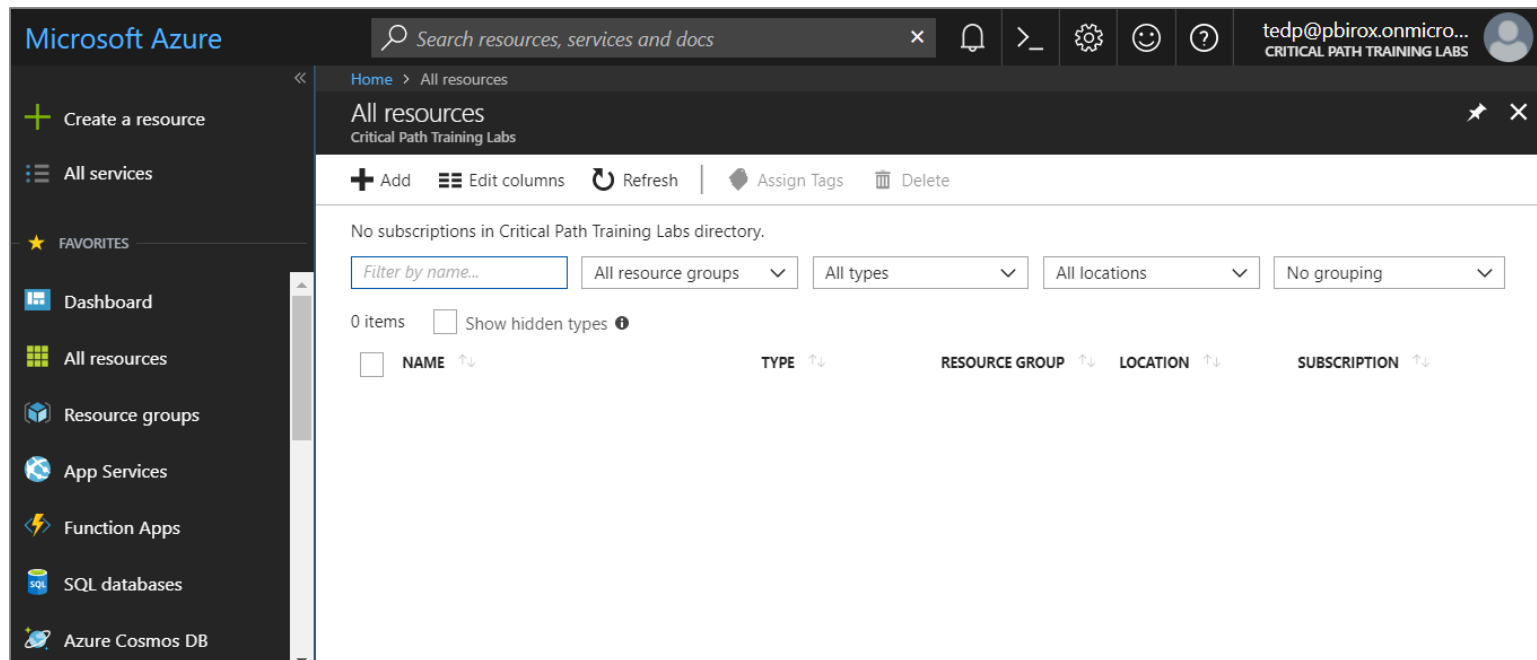 Microsoft Azure
Search resources, services and docs
>_
tedp@pbirox.onmicro...
CRITICAL PATH TRAINING LABS
Create a resource
All services
FAVORITES
Dashboard
All resources
Resource groups
App Services
Function Apps
SQL databases
Azure Cosmos DB
Home > All resources
All resources
Critical Path Training Labs
Add Edit columns Refresh Assign Tags Delete
No subscriptions in Critical Path Training Labs directory.
Filter by name... All resource groups All types All locations No grouping
0 items Show hidden types
NAME TYPE RESOURCE GROUP LOCATION SUBSCRIPTION